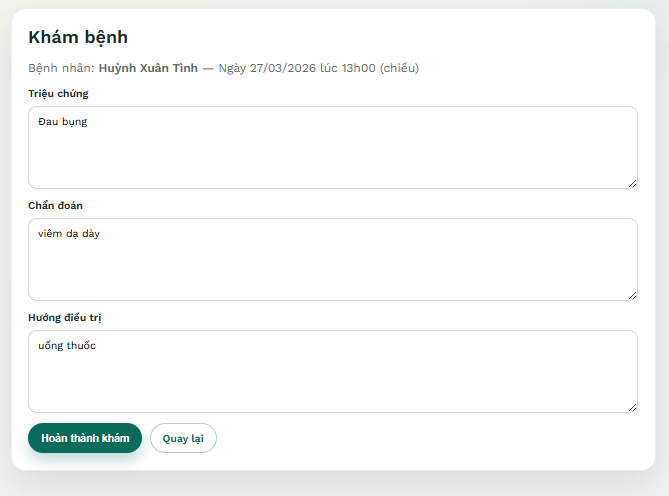 Khám bệnh
Bệnh nhân: Huỳnh Xuân Tình — Ngày 27/03/2026 lúc 13h00 (chiều)
Triệu chứng
Đau bụng
Chẩn đoán
viêm dạ dày
Hướng điều trị
uống thuốc
Hoàn thành khám
Quay lại